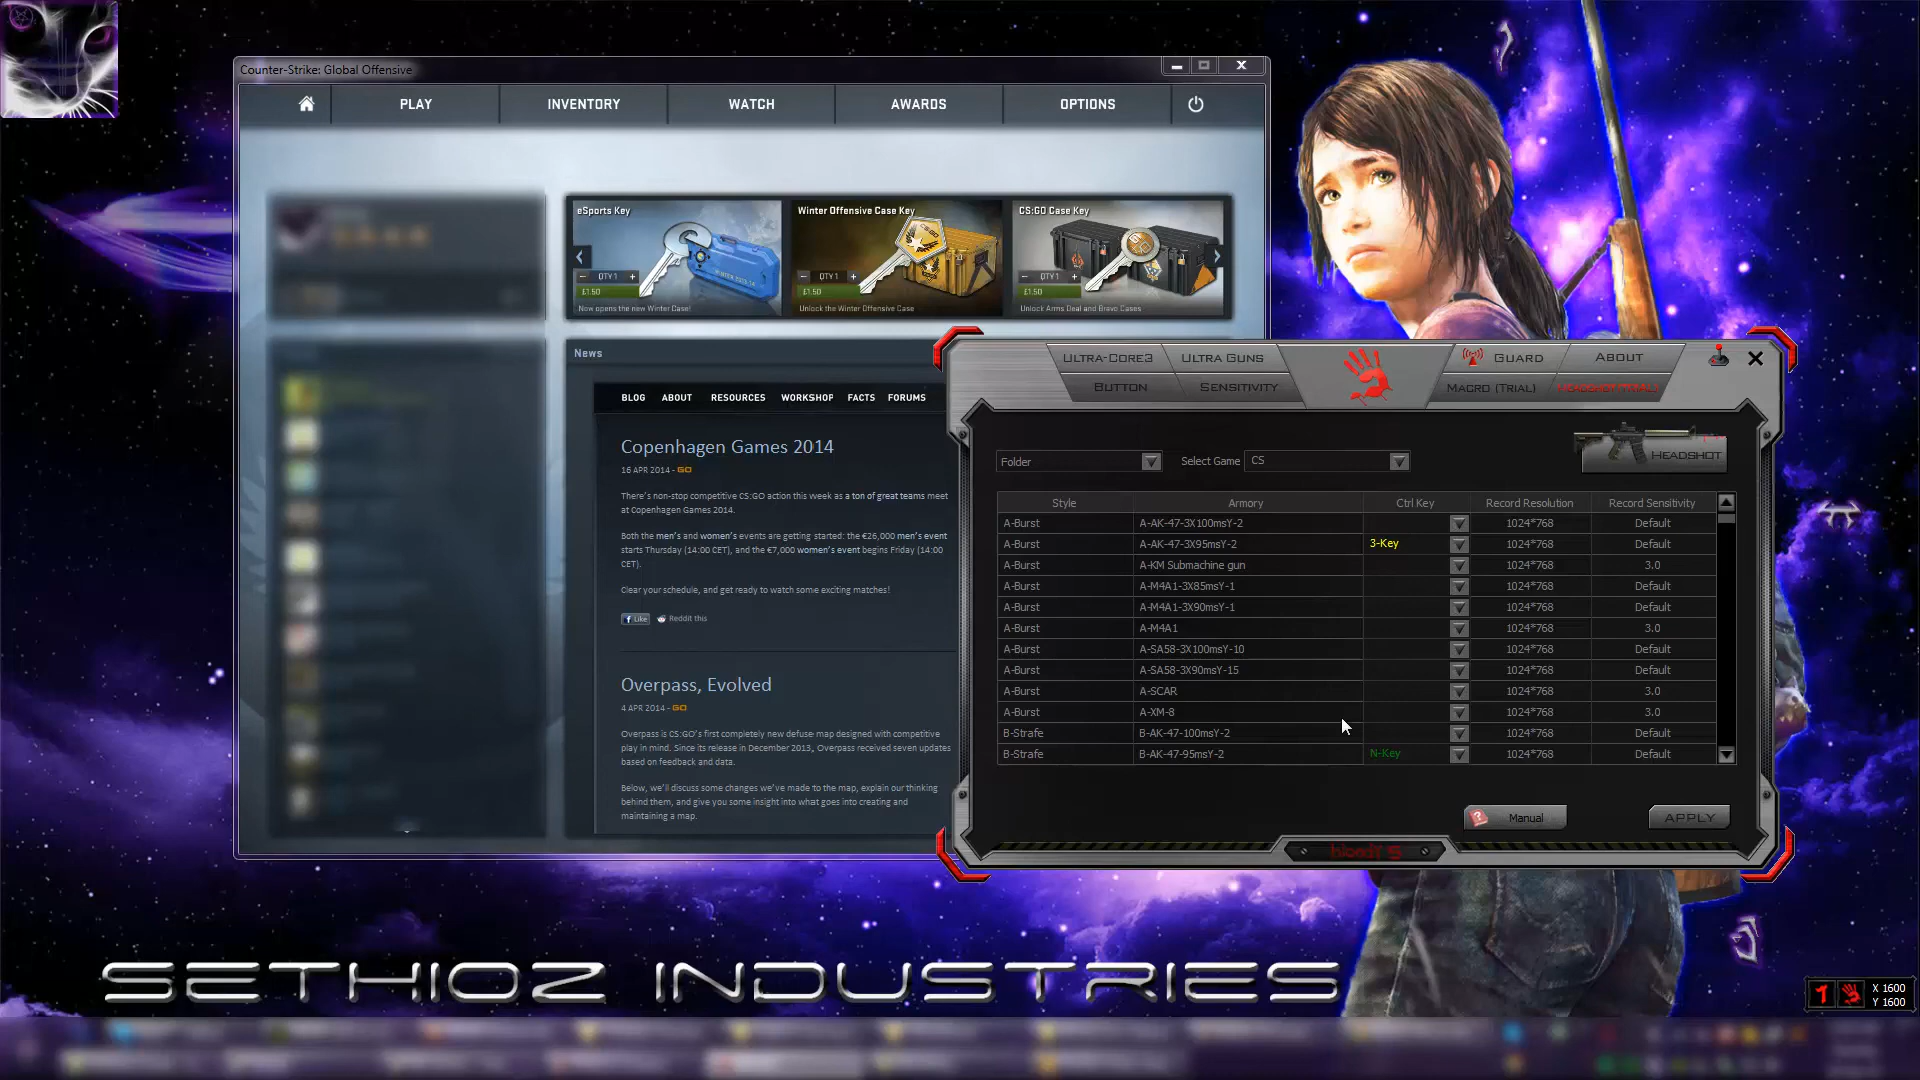 Counter-Strike: Global Offensive
PLAY INVENTORY WATCH AWARDS OPTIONS
eSports Key
QTY 1
£1.50
Now opens the new Winter Case!
Winter Offensive Case Key
QTY 1
£1.50
Unlock the Winter Offensive Case
CS:GO Case Key
QTY 1
£1.50
Unlock Arms Deal and Bravo Cases
News
BLOG ABOUT RESOURCES WORKSHOP FACTS FORUMS
Copenhagen Games 2014
16 APR 2014 - GO
There's non-stop competitive CS:GO action this week as a ton of great teams meet
at Copenhagen Games 2014.
Both the men's and women's events are getting started: the €26,000 men's event
starts Thursday (14:00 CET), and the €7,000 women's event begins Friday (14:00
CET).
Clear your schedule, and get ready to watch some exciting matches!
Like Reddit this
Overpass, Evolved
4 APR 2014 - GO
Overpass is CS:GO's first completely new defuse map designed with competitive
play in mind. Since its release in December 2013, Overpass received seven updates
based on feedback and data.
Below, we'll discuss some changes we've made to the map, explain our thinking
behind them, and give you some insight into what goes into creating and
maintaining a map.
ULTRA-CORE3 ULTRA GUNS GUARD ABOUT
BUTTON SENSITIVITY MACRO (TRIAL) HEADSHOT(TRIAL)
Folder Select Game CS
HEADSHOT
Style Armory Ctrl Key Record Resolution Record Sensitivity
A-Burst A-AK-47-3X100msY-2 1024*768 Default
A-Burst A-AK-47-3X95msY-2 3-Key 1024*768 Default
A-Burst A-KM Submachine gun 1024*768 3.0
A-Burst A-M4A1-3X85msY-1 1024*768 Default
A-Burst A-M4A1-3X90msY-1 1024*768 Default
A-Burst A-M4A1 1024*768 3.0
A-Burst A-SA58-3X100msY-10 1024*768 Default
A-Burst A-SA58-3X90msY-15 1024*768 Default
A-Burst A-SCAR 1024*768 3.0
A-Burst A-XM-8 1024*768 3.0
B-Strafe B-AK-47-100msY-2 1024*768 Default
B-Strafe B-AK-47-95msY-2 N-Key 1024*768 Default
Manual APPLY
bloody 5
SETHIOZ INDUSTRIES
1 X 1600
Y 1600